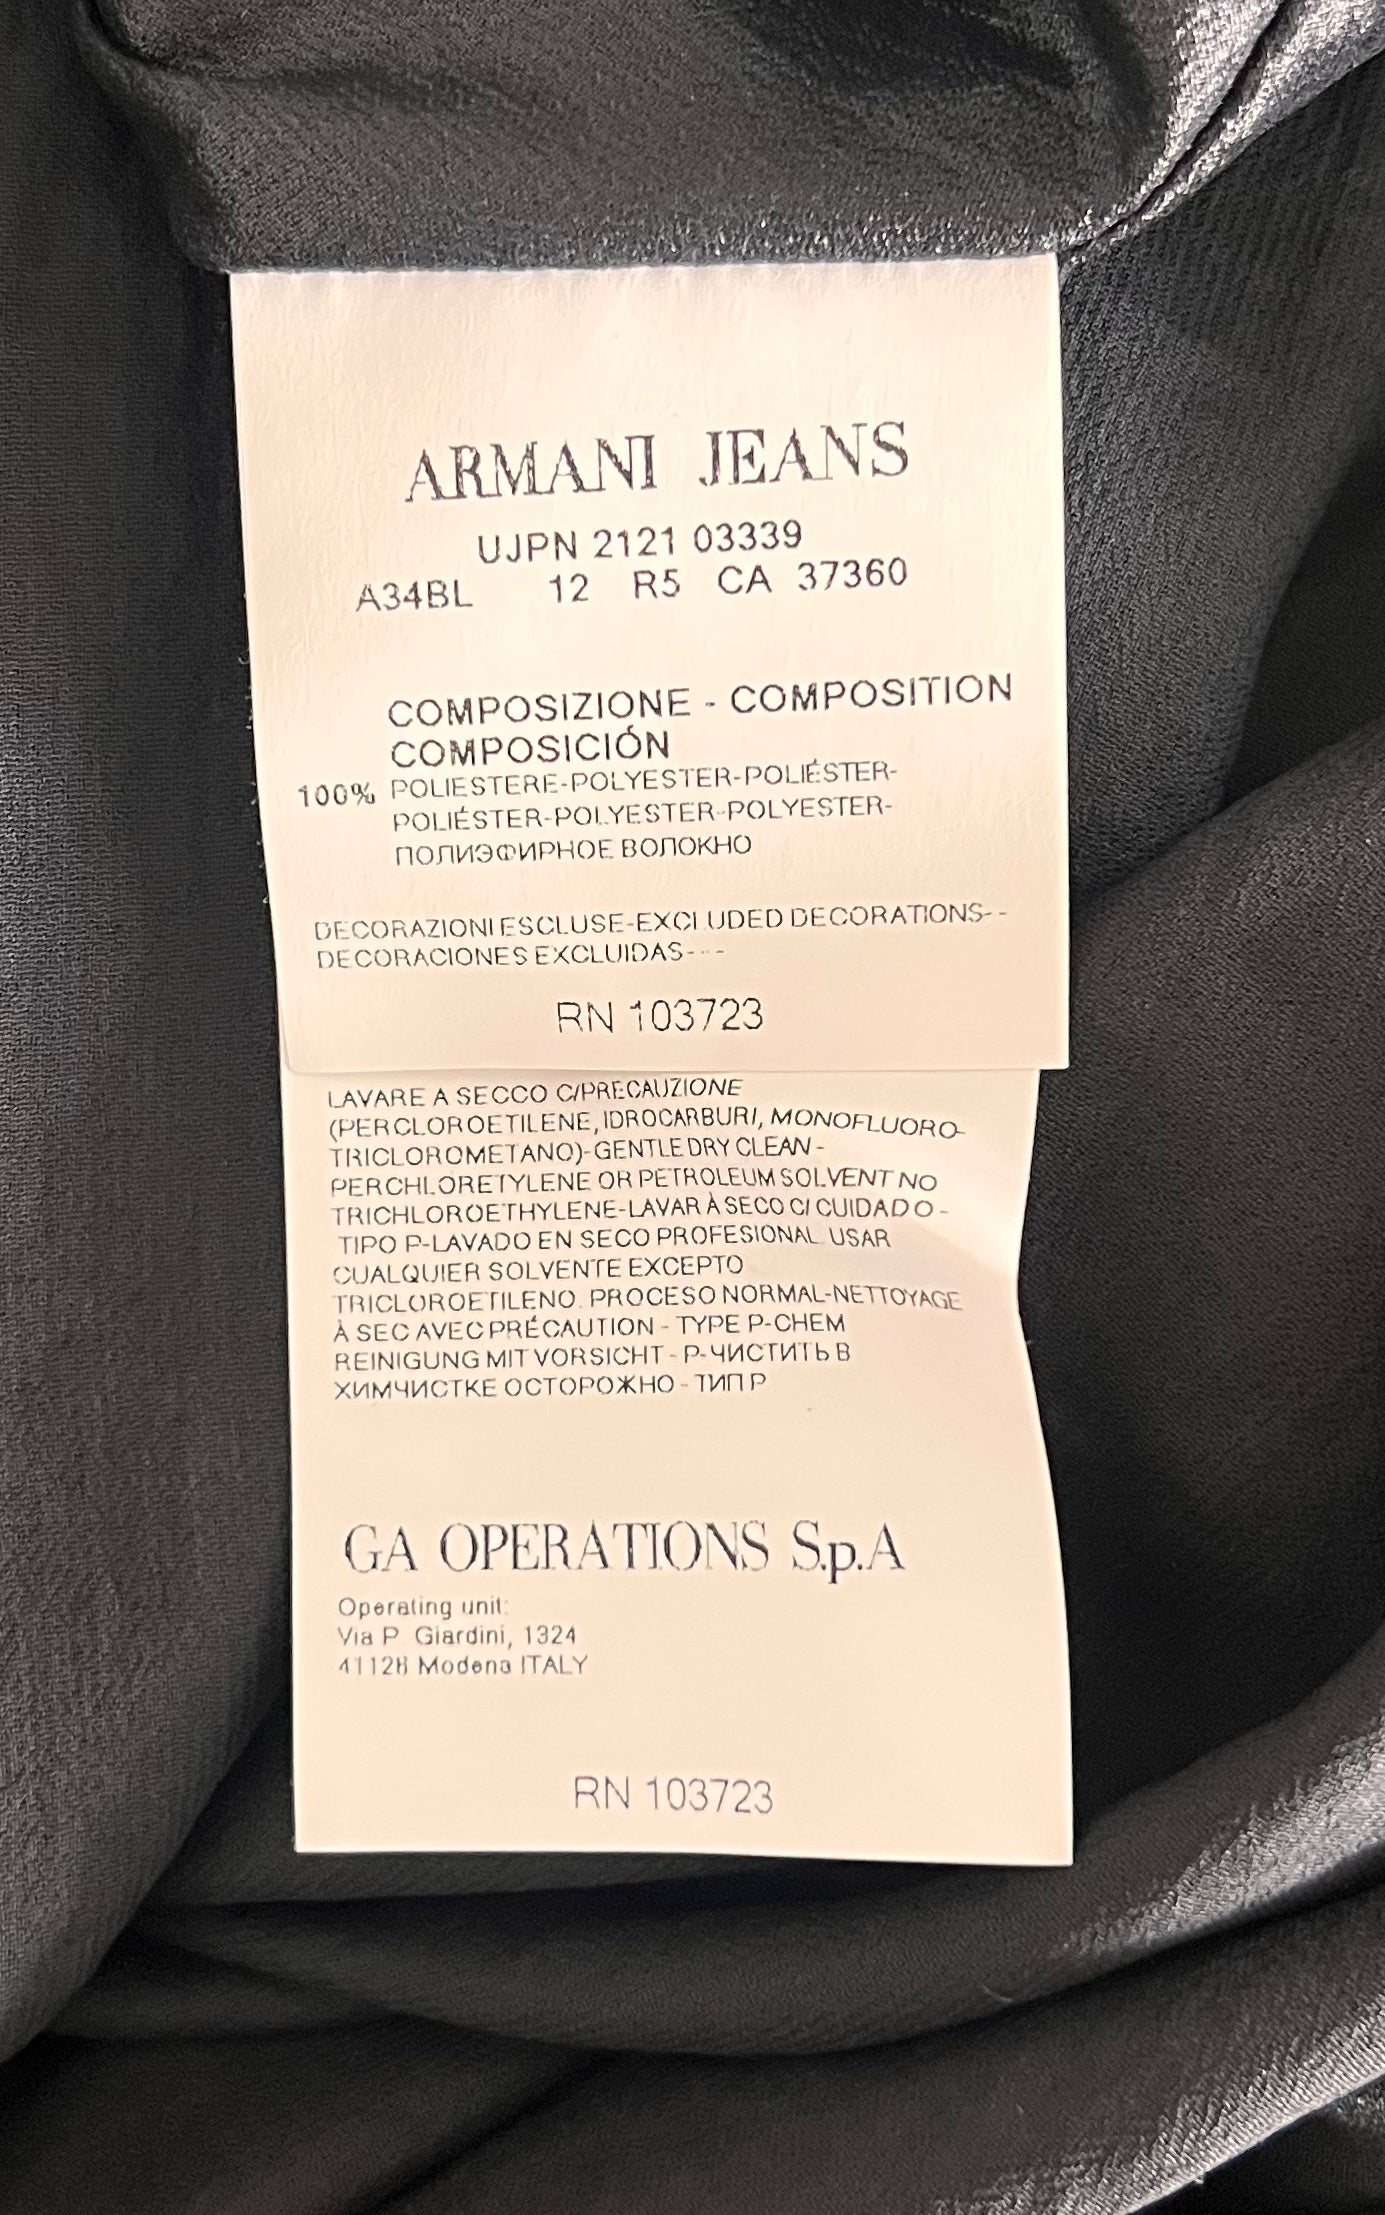 ARMANI JEANS
UJPN 2121 03339
A34BL 12 R5 CA 37360
COMPOSIZIONE - COMPOSITION
COMPOSICIÓN
100% POLIESTERE-POLYESTER-POLIÉSTER-
POLIÉSTER-POLYESTER-POLYESTER-
ПОЛИЭФИРНОЕ ВОЛОКНО
DECORAZIONI ESCLUSE-EXCLUDED DECORATIONS--
DECORACIONES EXCLUIDAS---
RN 103723
LAVARE A SECCO C/PRECAUZIONE
(PERCLOROETILENE, IDROCARBURI, MONOFLUORO-
TRICLOROMETANO)-GENTLE DRY CLEAN -
PERCHLORETYLENE OR PETROLEUM SOLVENT NO
TRICHLOROETHYLENE-LAVAR À SECO C/ CUIDADO -
TIPO P-LAVADO EN SECO PROFESIONAL. USAR
CUALQUIER SOLVENTE EXCEPTO
TRICLOROETILENO. PROCESO NORMAL-NETTOYAGE
À SEC AVEC PRÉCAUTION - TYPE P-CHEM
REINIGUNG MIT VORSICHT - P-ЧИСТИТЬ В
ХИМЧИСТКЕ ОСТОРОЖНО - ТИП P
GA OPERATIONS S.p.A
Operating unit:
Via P. Giardini, 1324
41128 Modena ITALY
RN 103723